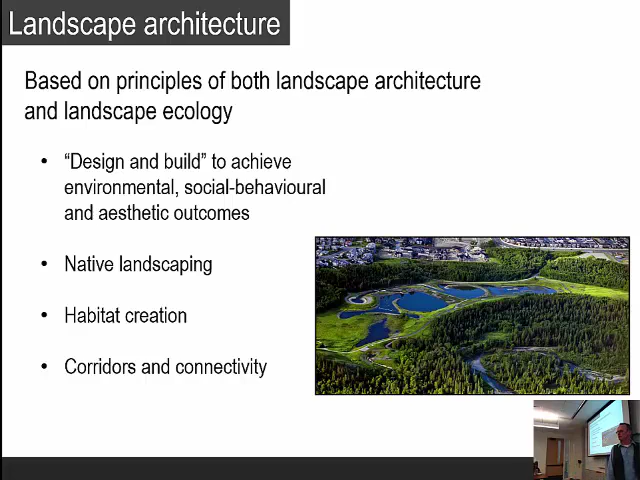 Landscape architecture
Based on principles of both landscape architecture
and landscape ecology
• “Design and build” to achieve
environmental, social-behavioural
and aesthetic outcomes
• Native landscaping
• Habitat creation
• Corridors and connectivity